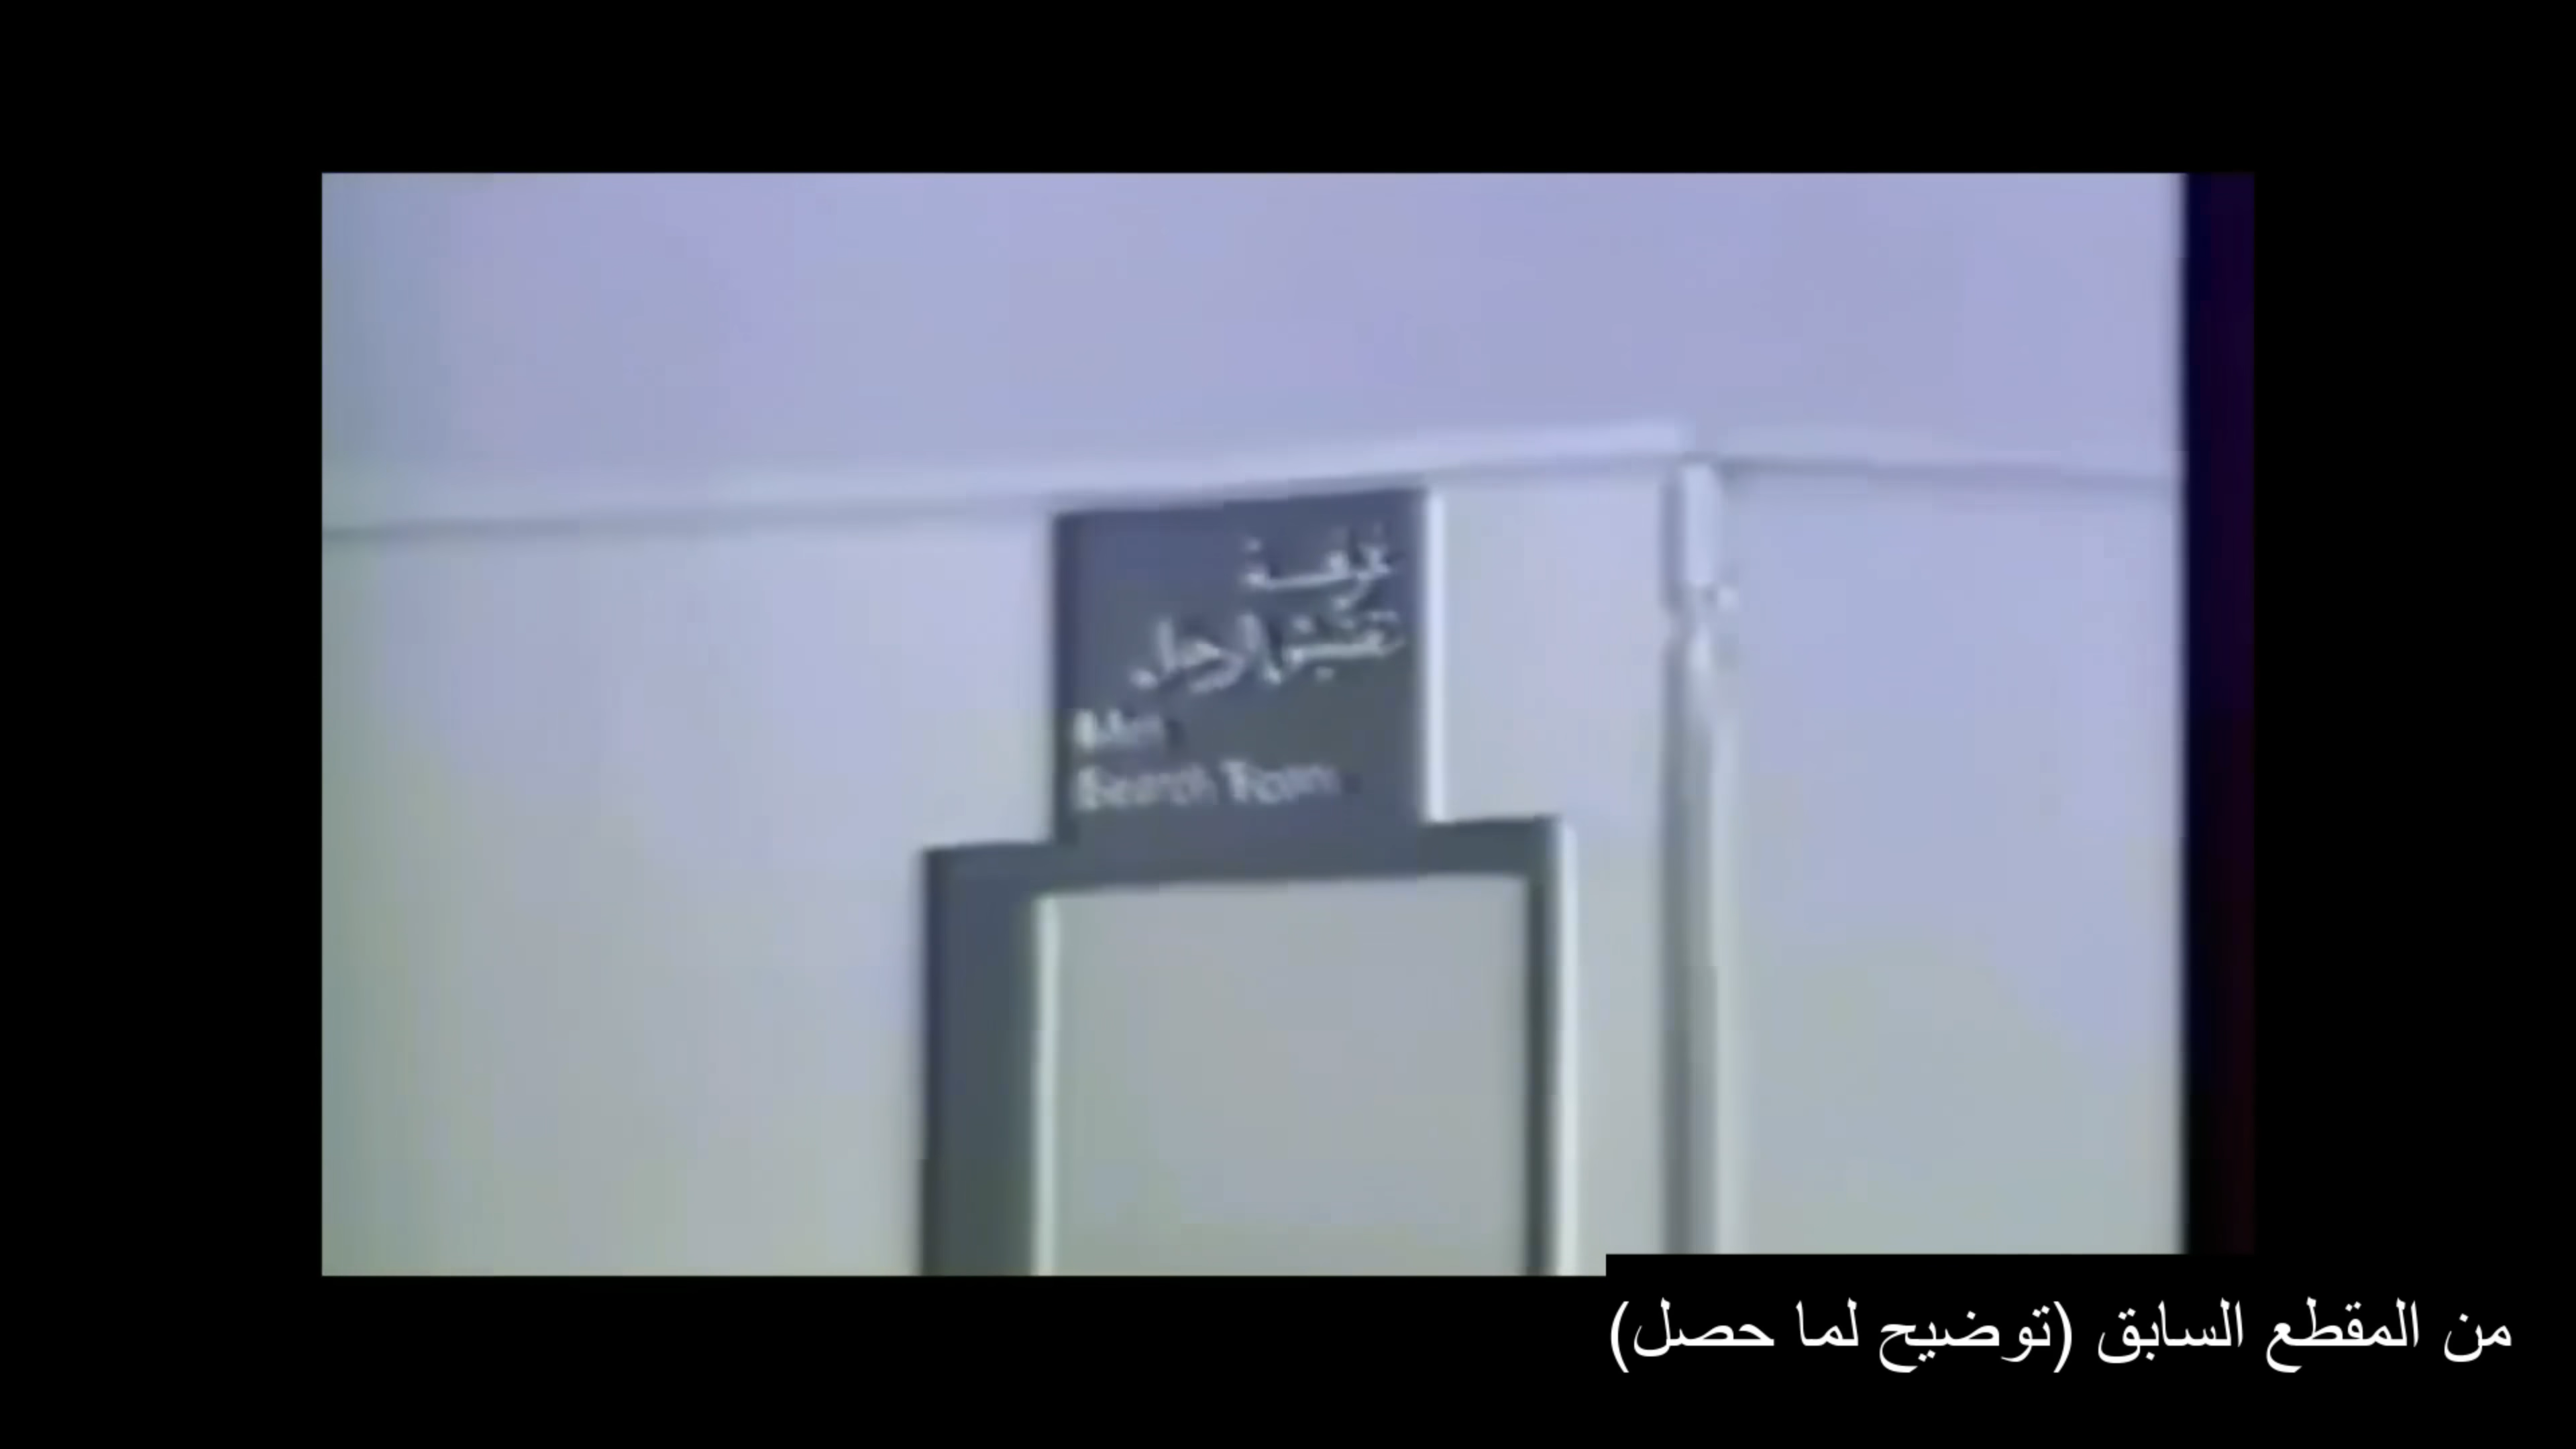 غرفة
تفتيش الرجال
Men
Search Room
من المقطع السابق (توضيح لما حصل)